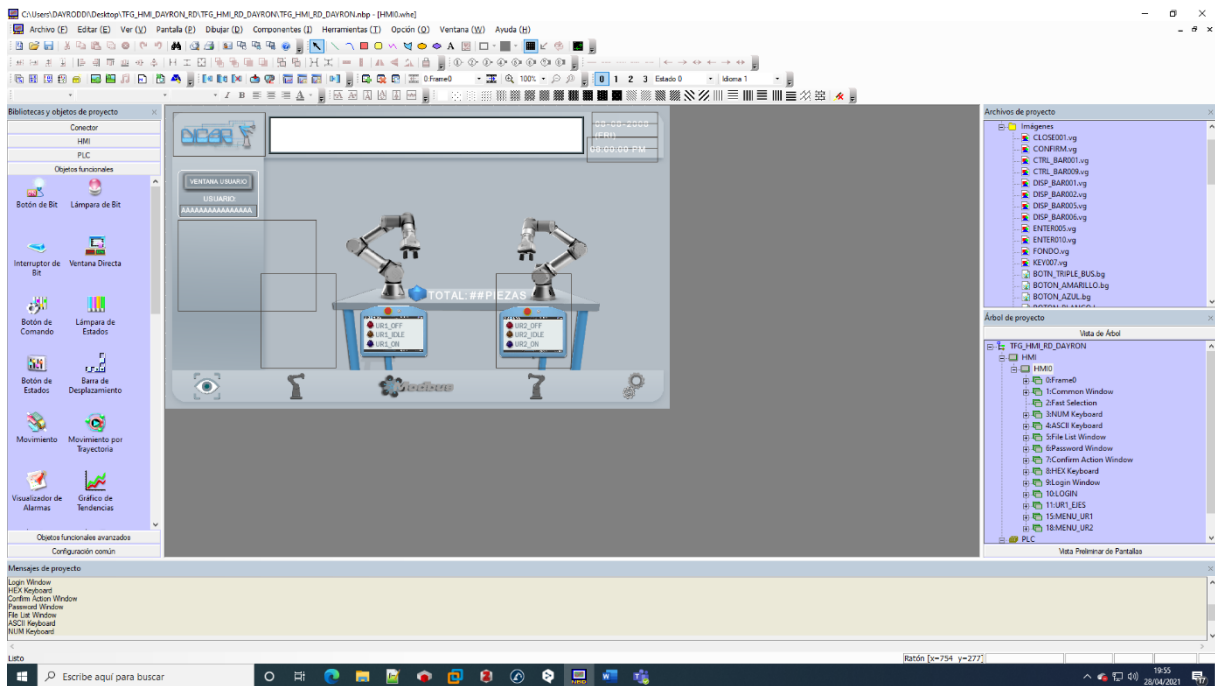 C:\Users\DAYRODDI\Desktop\TFG_HMI_DAYRON_RD\TFG_HMI_RD_DAYRON\TFG_HMI_RD_DAYRON.nbp - [HMI0.whe]
Archivo (F) Editar (E) Ver (V) Pantalla (P) Dibujar (D) Componentes (I) Herramientas (T) Opción (O) Ventana (W) Ayuda (H)
0 Frame0 100% 0 1 2 3 Estado 0 Idioma 1
Bibliotecas y objetos de proyecto
Conector
HMI
PLC
Objetos funcionales
Botón de Bit
Lámpara de Bit
Interruptor de Bit
Ventana Directa
Botón de Comando
Lámpara de Estados
Botón de Estados
Barra de Desplazamiento
Movimiento
Movimiento por Trayectoria
Visualizador de Alarmas
Gráfico de Tendencias
Objetos funcionales avanzados
Configuración común
VENTANA USUARIO
USUARIO
TOTAL:##PIEZAS
UR1_OFF
UR1_IDLE
UR1_ON
UR2_OFF
UR2_IDLE
UR2_ON
Archivos de proyecto
Imágenes
CLOSE001.vg
CONFIRM.vg
CTRL_BAR001.vg
CTRL_BAR009.vg
DISP_BAR001.vg
DISP_BAR002.vg
DISP_BAR005.vg
DISP_BAR006.vg
ENTER005.vg
ENTER010.vg
FONDO.vg
KEY007.vg
BOTN_TRIPLE_BUS.bg
BOTON_AMARILLO.bg
BOTON_AZUL.bg
Árbol de proyecto
Vista de Árbol
TFG_HMI_RD_DAYRON
HMI
HMI0
0:Frame0
1:Common Window
2:Fast Selection
3:NUM Keyboard
4:ASCII Keyboard
5:File List Window
6:Password Window
7:Confirm Action Window
8:HEX Keyboard
9:Login Window
10:LOGIN
11:UR1_EJES
15:MENU_UR1
18:MENU_UR2
PLC
Vista Preliminar de Pantallas
Mensajes de proyecto
Login Window
HEX Keyboard
Confirm Action Window
Password Window
File List Window
ASCII Keyboard
NUM Keyboard
Listo
Ratón [x=754 y=277]
Escribe aquí para buscar
19:55
28/04/2021